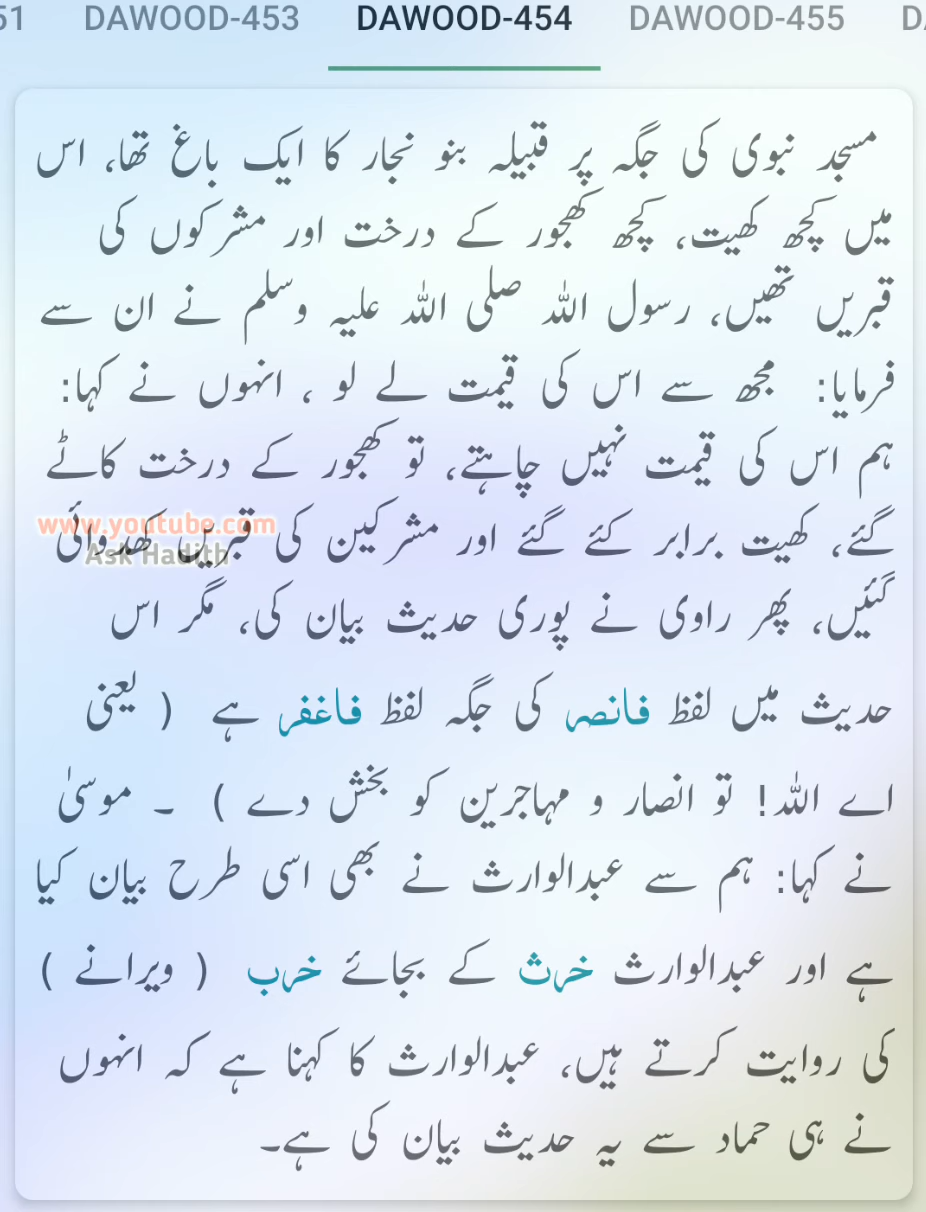 51 DAWOOD-453 DAWOOD-454 DAWOOD-455 D
مسجد نبوی کی جگہ پر قبیلہ بنو نجار کا ایک باغ تھا، اس
میں کچھ کھیت، کچھ کھجور کے درخت اور مشرکوں کی
قبریں تھیں، رسول اللہ صلی اللہ علیہ وسلم نے ان سے
فرمایا: مجھ سے اس کی قیمت لے لو ، انہوں نے کہا:
ہم اس کی قیمت نہیں چاہتے، تو کھجور کے درخت کاٹے
گئے، کھیت برابر کئے گئے اور مشرکین کی قبریں کھدوائی
www.youtube.com
Ask Hadith
گئیں، پھر راوی نے پوری حدیث بیان کی، مگر اس
حدیث میں لفظ فانصر کی جگہ لفظ فاغفر ہے ( یعنی
اے اللہ! تو انصار و مہاجرین کو بخش دے ) ۔ موسیٰ
نے کہا: ہم سے عبدالوارث نے بھی اسی طرح بیان کیا
ہے اور عبدالوارث خرث کے بجائے خرب ( ویرانے )
کی روایت کرتے ہیں، عبدالوارث کا کہنا ہے کہ انہوں
نے ہی حماد سے یہ حدیث بیان کی ہے۔